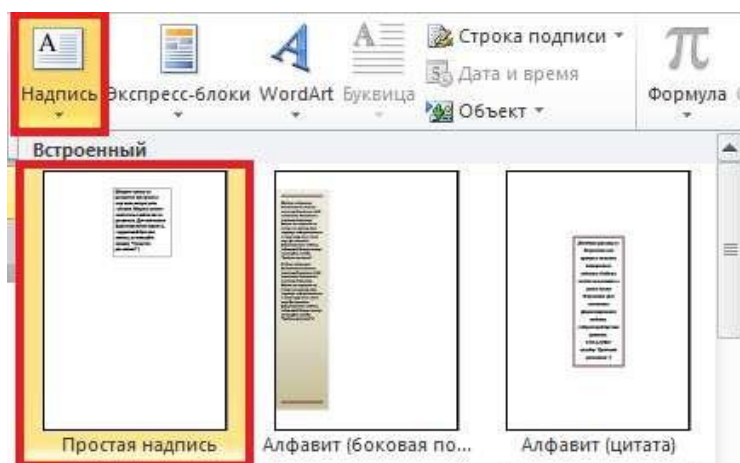 Надпись Экспресс-блоки WordArt Буквица Строка подписи
Дата и время
Объект
Формула
Встроенный
Простая надпись Алфавит (боковая по... Алфавит (цитата)